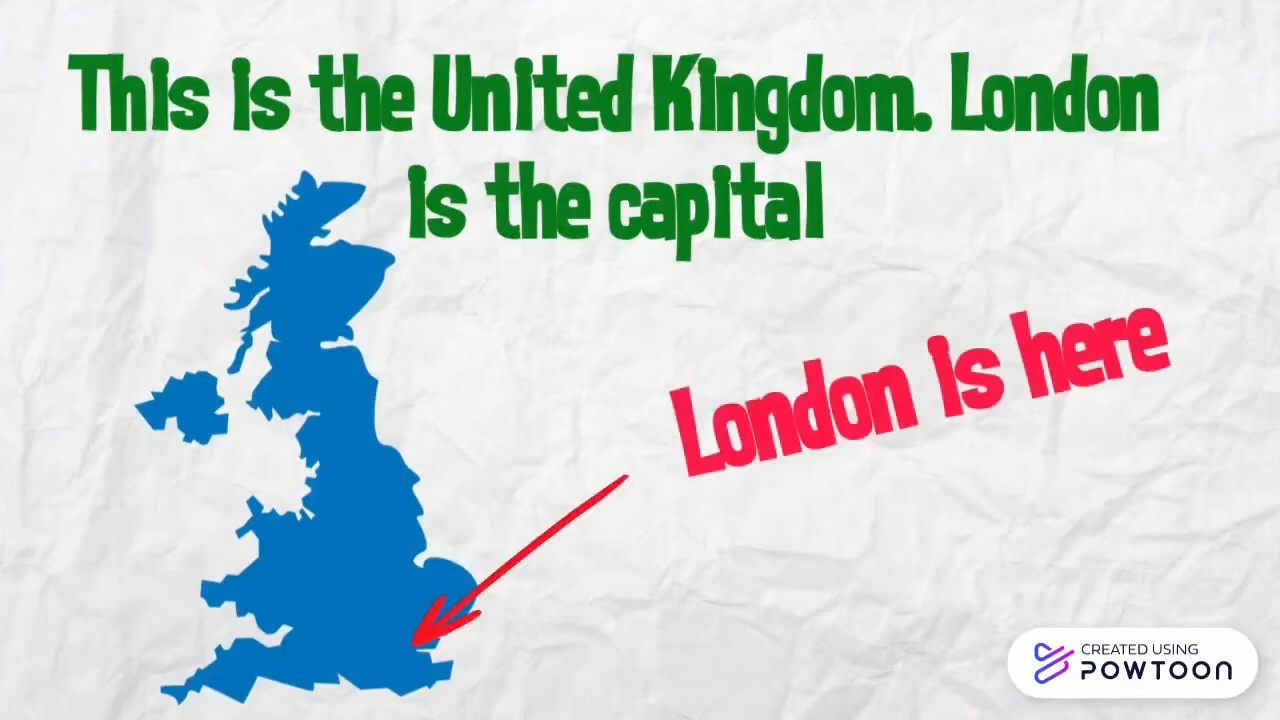 This is the United Kingdom. London
is the capital
London is here
CREATED USING
POWTOON